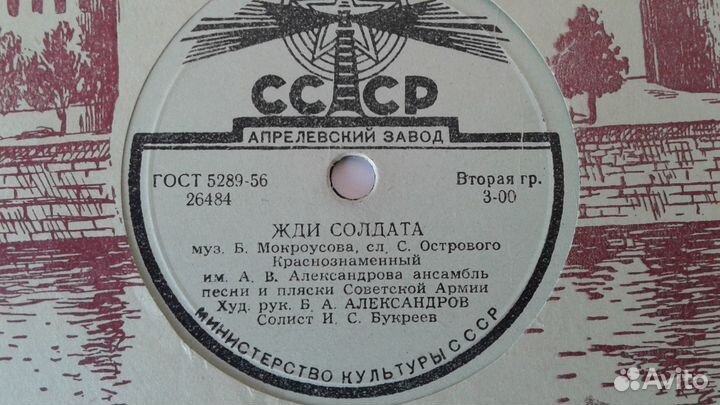 СССР
АПРЕЛЕВСКИЙ ЗАВОД
ГОСТ 5289-56
26484
Вторая гр.
3-00
ЖДИ СОЛДАТА
муз. Б. Мокроусова, сл. С. Острового
Краснознаменный
им. А. В. Александрова ансамбль
песни и пляски Советской Армии
Худ. рук. Б. А. АЛЕКСАНДРОВ
Солист И. С. Букреев
МИНИСТЕРСТВО КУЛЬТУРЫ СССР
Avito